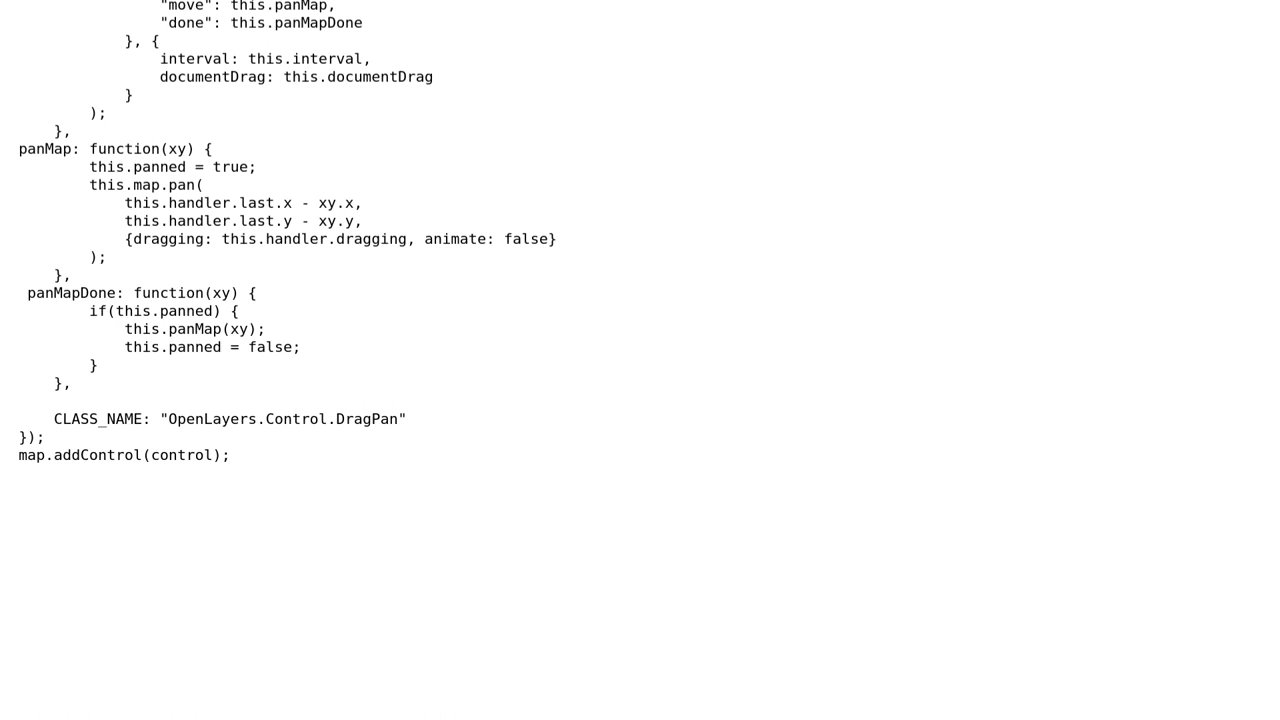 "move": this.panMap,
                "done": this.panMapDone
            }, {
                interval: this.interval,
                documentDrag: this.documentDrag
            }
        );
    },
panMap: function(xy) {
        this.panned = true;
        this.map.pan(
            this.handler.last.x - xy.x,
            this.handler.last.y - xy.y,
            {dragging: this.handler.dragging, animate: false}
        );
    },
 panMapDone: function(xy) {
        if(this.panned) {
            this.panMap(xy);
            this.panned = false;
        }
    },

    CLASS_NAME: "OpenLayers.Control.DragPan"
});
map.addControl(control);